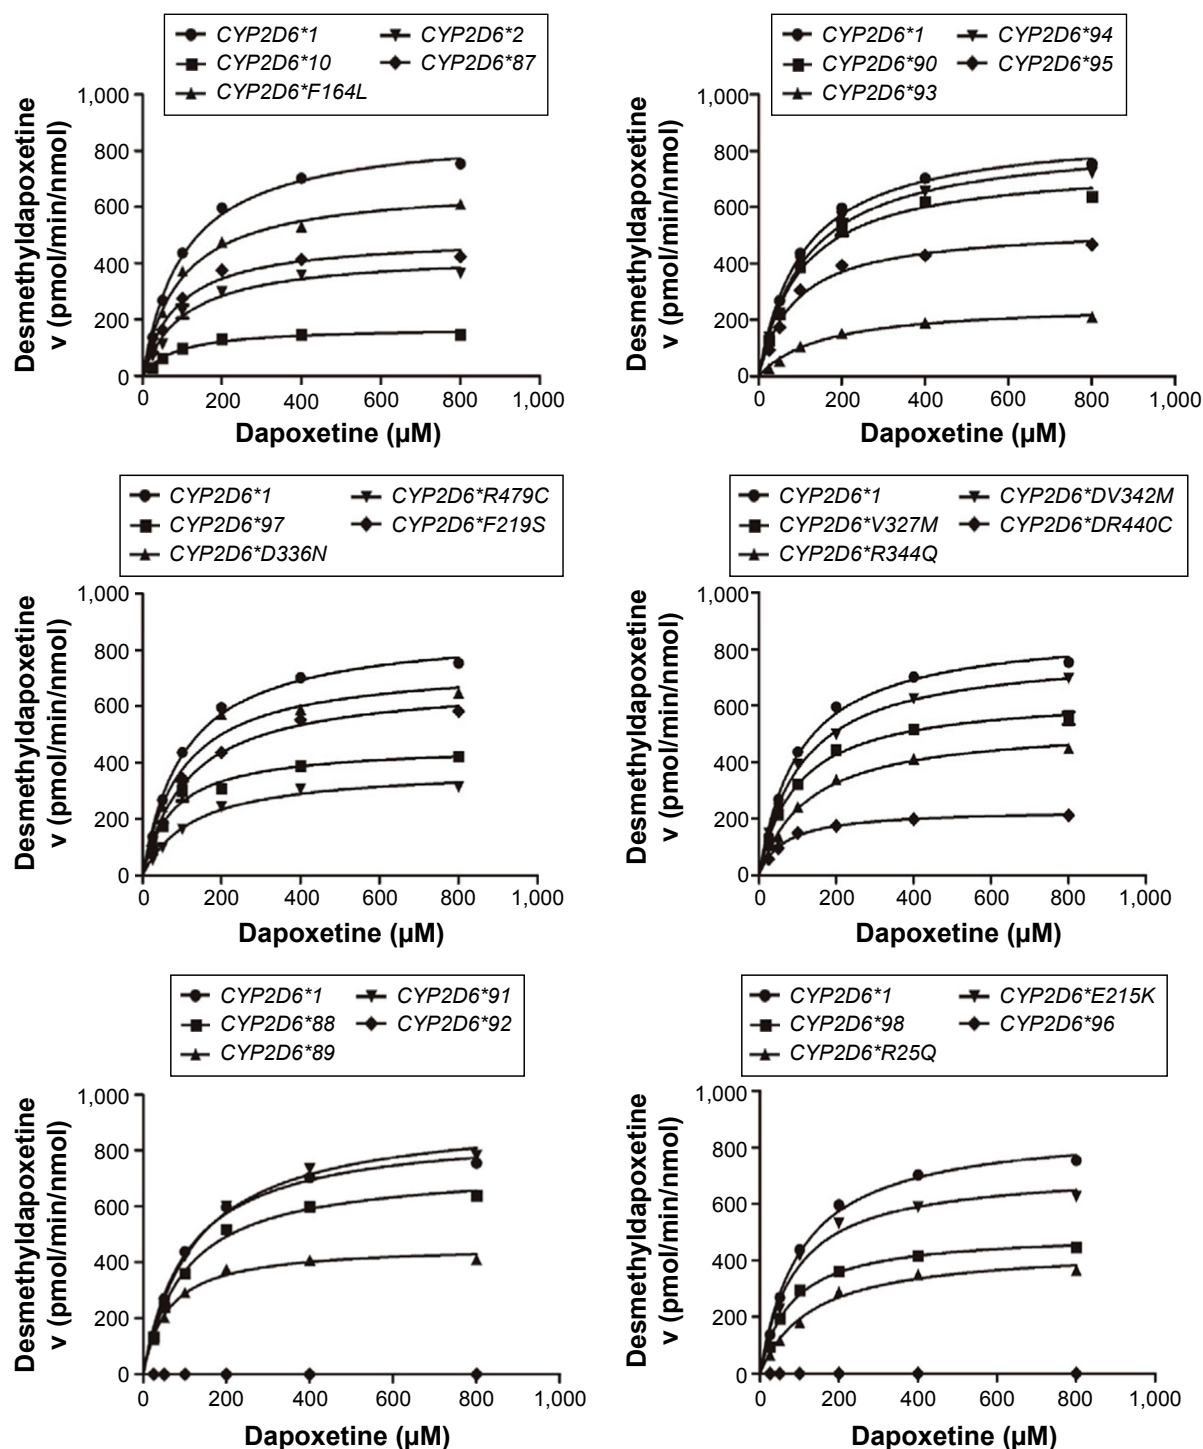 CYP2D6*1 CYP2D6*2
CYP2D6*10 CYP2D6*87
CYP2D6*F164L
Desmethyldapoxetine
v (pmol/min/nmol)
1,000
800
600
400
200
0
0 200 400 600 800 1,000
Dapoxetine (µM)
CYP2D6*1 CYP2D6*94
CYP2D6*90 CYP2D6*95
CYP2D6*93
Desmethyldapoxetine
v (pmol/min/nmol)
1,000
800
600
400
200
0
0 200 400 600 800 1,000
Dapoxetine (µM)
CYP2D6*1 CYP2D6*R479C
CYP2D6*97 CYP2D6*F219S
CYP2D6*D336N
Desmethyldapoxetine
v (pmol/min/nmol)
1,000
800
600
400
200
0
0 200 400 600 800 1,000
Dapoxetine (µM)
CYP2D6*1 CYP2D6*DV342M
CYP2D6*V327M CYP2D6*DR440C
CYP2D6*R344Q
Desmethyldapoxetine
v (pmol/min/nmol)
1,000
800
600
400
200
0
0 200 400 600 800 1,000
Dapoxetine (µM)
CYP2D6*1 CYP2D6*91
CYP2D6*88 CYP2D6*92
CYP2D6*89
Desmethyldapoxetine
v (pmol/min/nmol)
1,000
800
600
400
200
0
0 200 400 600 800 1,000
Dapoxetine (µM)
CYP2D6*1 CYP2D6*E215K
CYP2D6*98 CYP2D6*96
CYP2D6*R25Q
Desmethyldapoxetine
v (pmol/min/nmol)
1,000
800
600
400
200
0
0 200 400 600 800 1,000
Dapoxetine (µM)